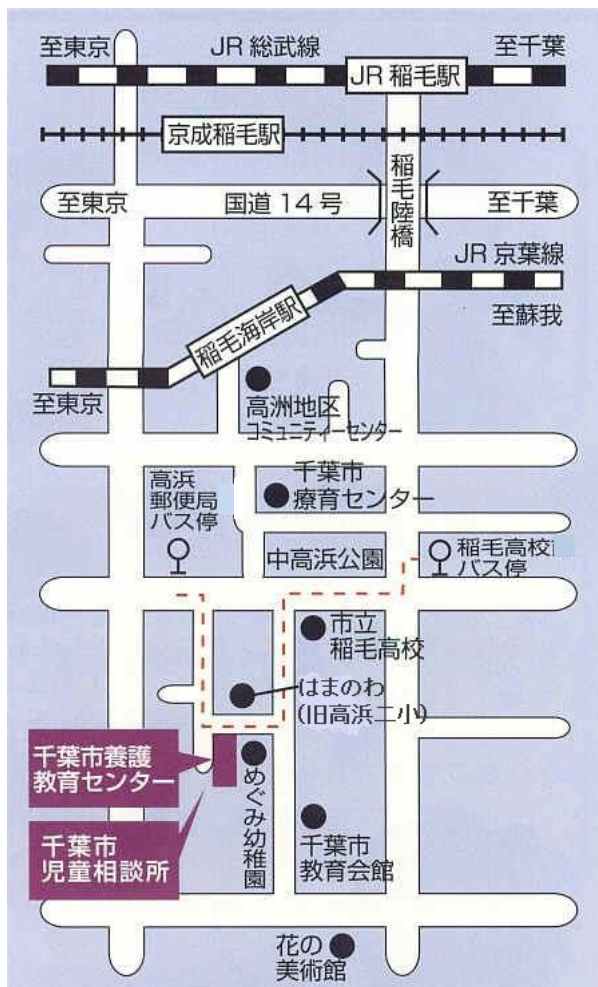 至東京
JR 総武線
至千葉
JR 稲毛駅
京成稲毛駅
稲毛陸橋
至東京
国道 14 号
至千葉
JR 京葉線
至蘇我
稲毛海岸駅
至東京
高洲地区
コミュニティーセンター
高浜
郵便局
バス停
千葉市
療育センター
中高浜公園
稲毛高校
バス停
市立
稲毛高校
はまのわ
(旧高浜二小)
千葉市養護
教育センター
めぐみ幼稚園
千葉市
児童相談所
千葉市
教育会館
花の
美術館